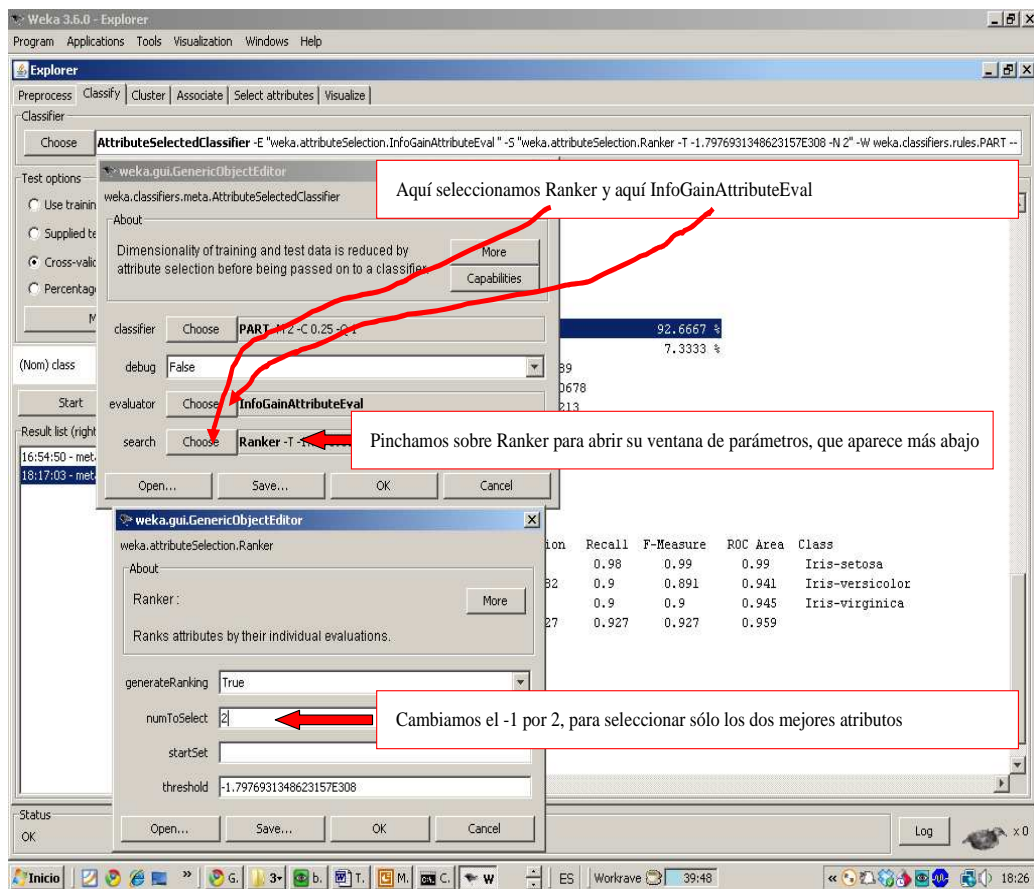 Weka 3.6.0 - Explorer
Program Applications Tools Visualization Windows Help
Explorer
Preprocess Classify Cluster Associate Select attributes Visualize
Classifier
Choose AttributeSelectedClassifier -E "weka.attributeSelection.InfoGainAttributeEval " -S "weka.attributeSelection.Ranker -T -1.7976931348623157E308 -N 2" -W weka.classifiers.rules.PART --
Test options
Use trainin
Supplied te
Cross-valid
Percentag
M
(Nom) class
Start
Result list (right
16:54:50 - meta
18:17:03 - meta
weka.gui.GenericObjectEditor
weka.classifiers.meta.AttributeSelectedClassifier
Aquí seleccionamos Ranker y aquí InfoGainAttributeEval
About
Dimensionality of training and test data is reduced by
attribute selection before being passed on to a classifier.
More
Capabilities
classifier Choose PART -M 2 -C 0.25 -Q 1
debug False
evaluator Choose InfoGainAttributeEval
search Choose Ranker -T -1
Pinchamos sobre Ranker para abrir su ventana de parámetros, que aparece más abajo
Open... Save... OK Cancel
92.6667 %
7.3333 %
39
0678
213
weka.gui.GenericObjectEditor
weka.attributeSelection.Ranker
About
Ranker :
More
Ranks attributes by their individual evaluations.
generateRanking True
numToSelect 2
Cambiamos el -1 por 2, para seleccionar sólo los dos mejores atributos
startSet
threshold -1.7976931348623157E308
Open... Save... OK Cancel
ion Recall F-Measure ROC Area Class
0.98 0.99 0.99 Iris-setosa
82 0.9 0.891 0.941 Iris-versicolor
0.9 0.9 0.945 Iris-virginica
27 0.927 0.927 0.959
Status
OK
Log x 0
Inicio » G. 3 b. T. M. C. W ES Workrave 39:48 « 18:26